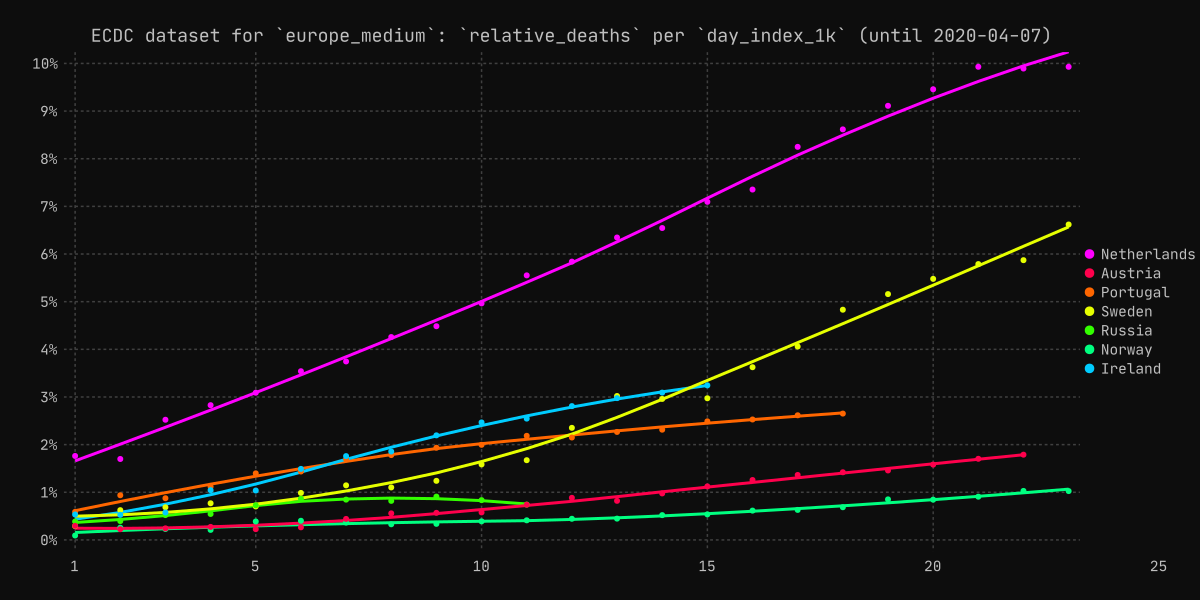 ECDC dataset for `europe_medium`: `relative_deaths` per `day_index_1k` (until 2020-04-07)
10%
9%
8%
7%
6%
5%
4%
3%
2%
1%
0%
1 5 10 15 20 25
Netherlands
Austria
Portugal
Sweden
Russia
Norway
Ireland